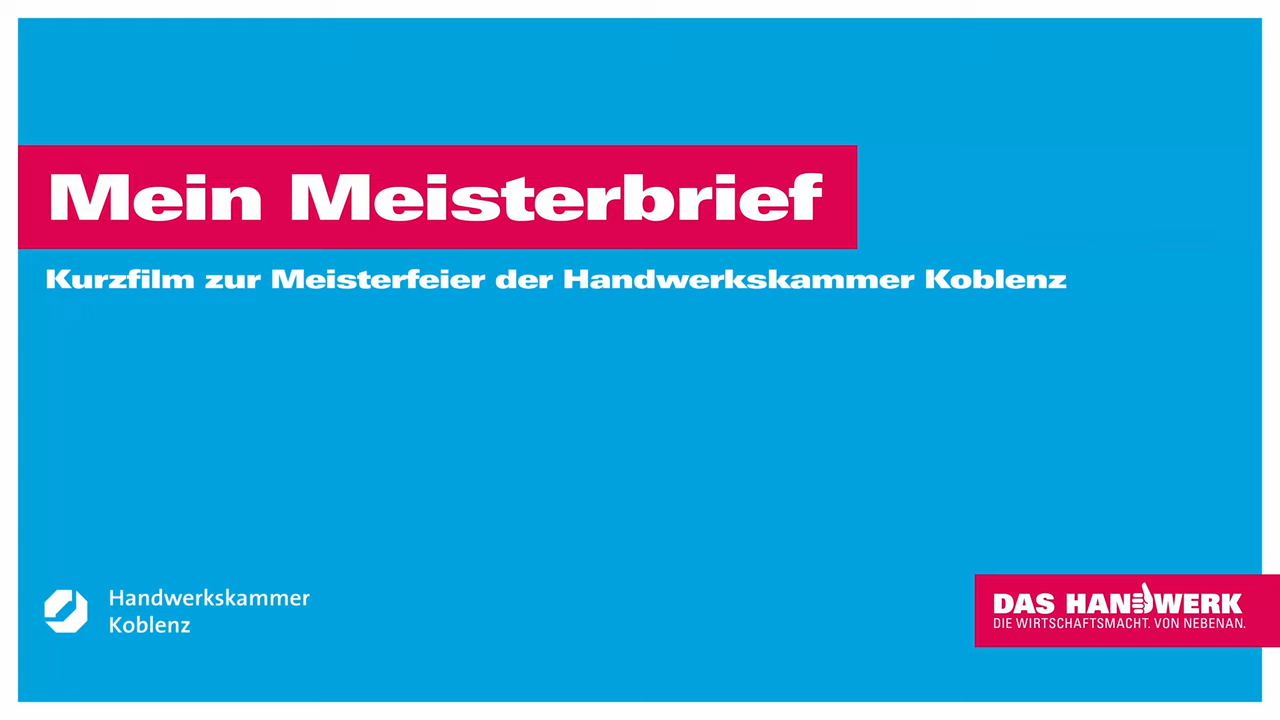 Mein Meisterbrief
Kurzfilm zur Meisterfeier der Handwerkskammer Koblenz
Handwerkskammer
Koblenz
DAS HANDWERK
DIE WIRTSCHAFTSMACHT. VON NEBENAN.